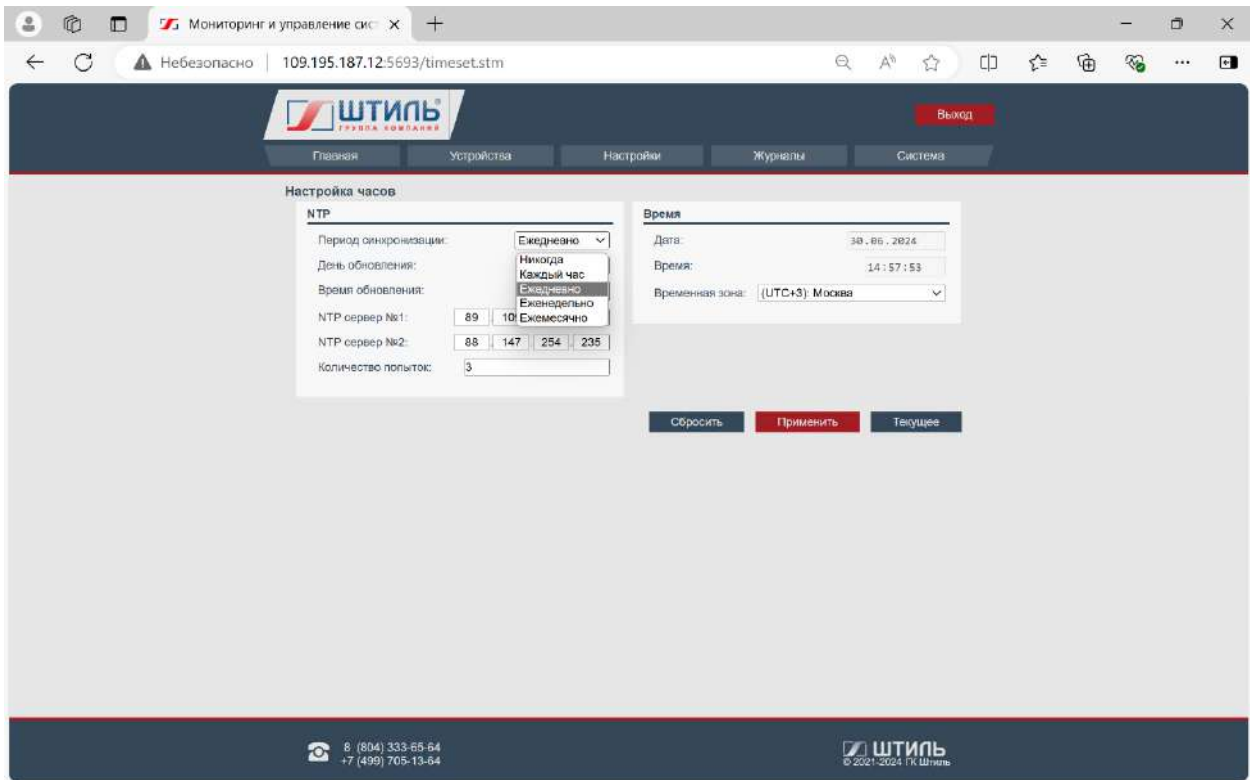 Мониторинг и управление сис
Небезопасно
109.195.187.12:5693/timeset.stm
ШТИЛЬ
ГРУППА КОМПАНИЙ
Выход
Главная Устройства Настройки Журналы Система
Настройка часов
NTP
Период синхронизации: Ежедневно
Никогда
День обновления:
Каждый час
Ежедневно
Время обновления:
Еженедельно
NTP сервер №1: 89
Ежемесячно
NTP сервер №2: 88 . 147 . 254 . 235
Количество попыток: 3
Время
Дата: 30.06.2024
Время: 14:57:53
Временная зона: (UTC+3): Москва
Сбросить Применить Текущее
8 (804) 333-65-64
+7 (499) 705-13-64
ШТИЛЬ
© 2021-2024 ГК Штиль